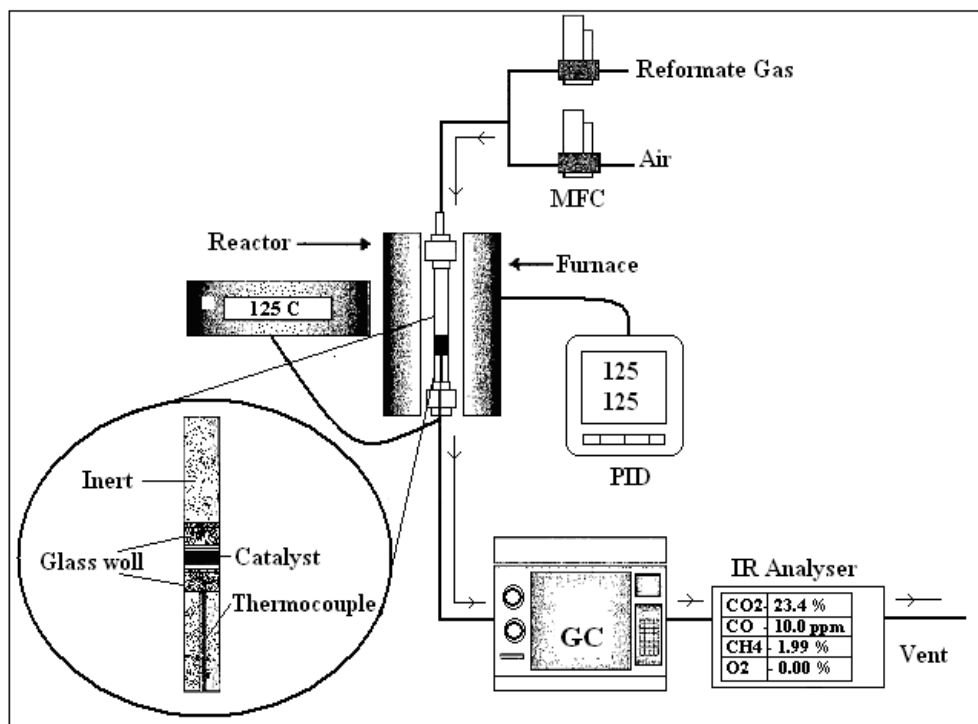 Reformate Gas
Air
MFC
Reactor
Furnace
125 C
125
125
PID
Inert
Glass woll
Catalyst
Thermocouple
GC
IR Analyser
CO2- 23.4 %
CO - 10.0 ppm
CH4 - 1.99 %
O2 - 0.00 %
Vent